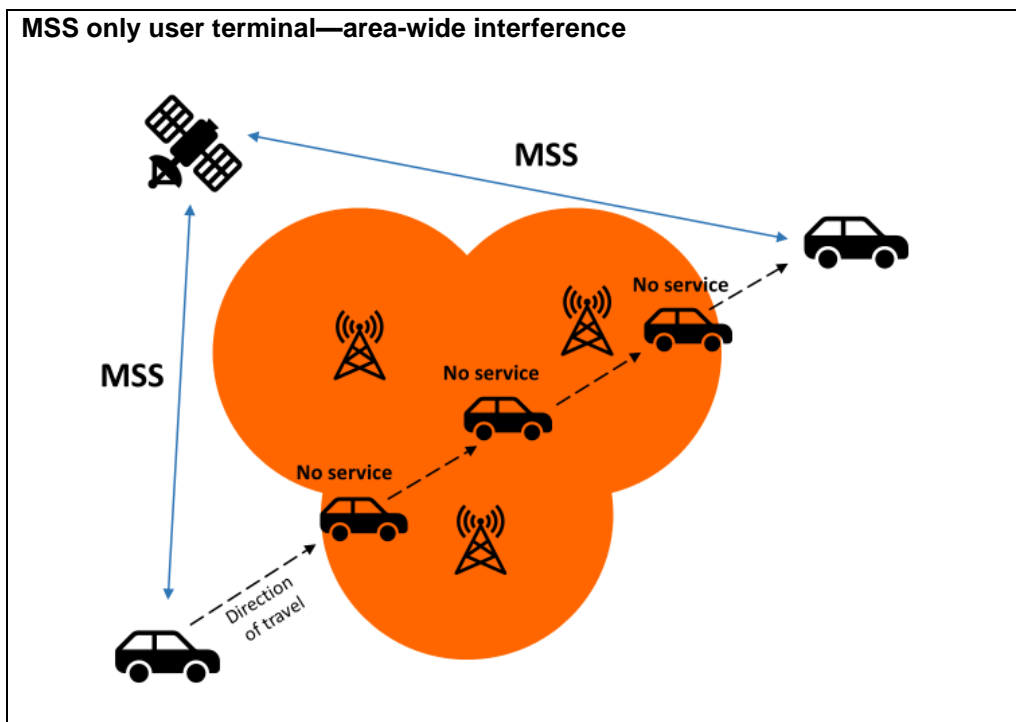 MSS only user terminal—area-wide interference
MSS
No service
No service
MSS
No service
Direction
of travel